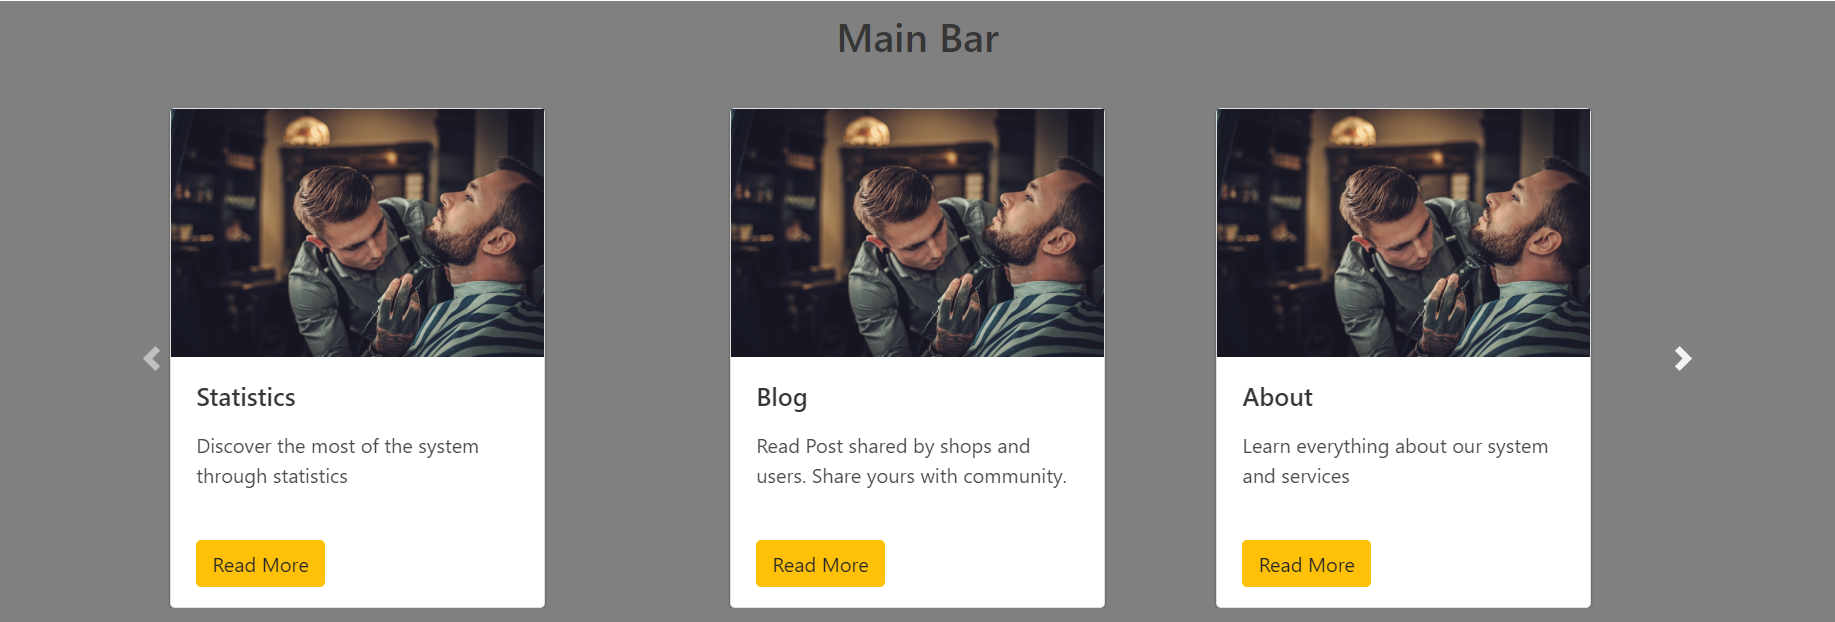 Main Bar
Statistics
Discover the most of the system
through statistics
Read More
Blog
Read Post shared by shops and
users. Share yours with community.
Read More
About
Learn everything about our system
and services
Read More